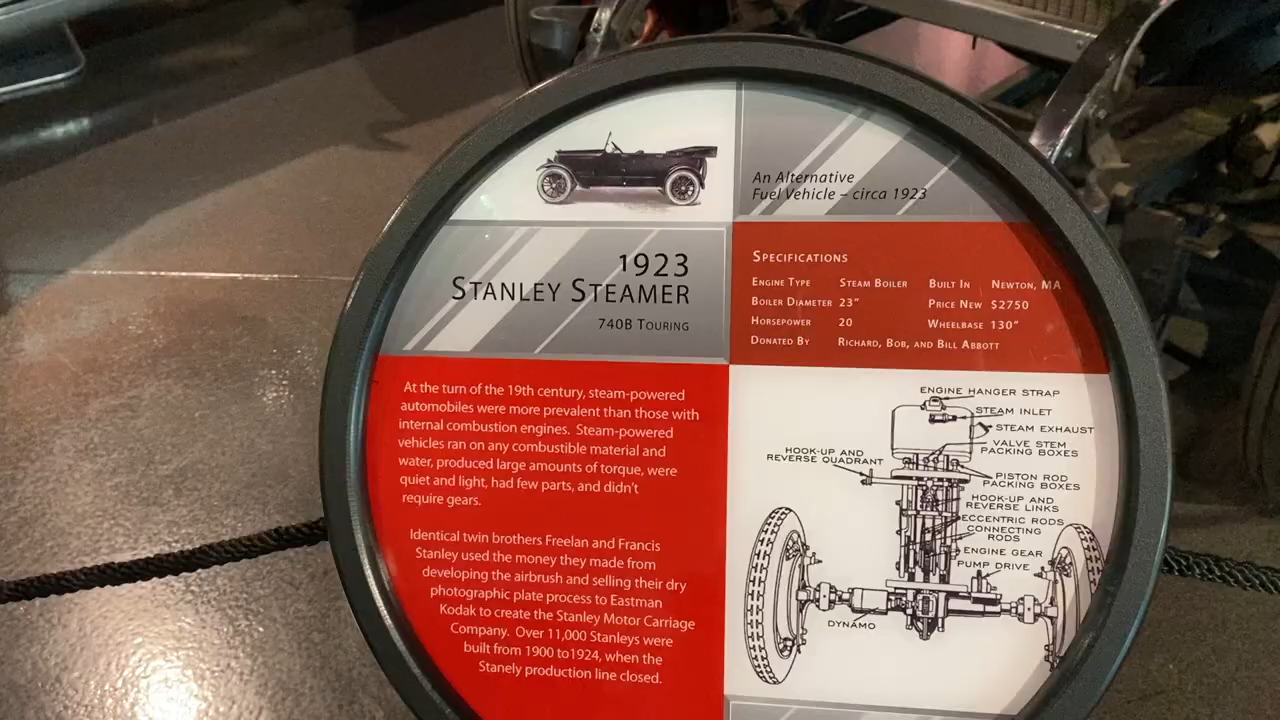 An Alternative
Fuel Vehicle – circa 1923
1923
STANLEY STEAMER
740B TOURING
SPECIFICATIONS
ENGINE TYPE STEAM BOILER BUILT IN NEWTON, MA
BOILER DIAMETER 23" PRICE NEW $2750
HORSEPOWER 20 WHEELBASE 130"
DONATED BY RICHARD, BOB, AND BILL ABBOTT
At the turn of the 19th century, steam-powered
automobiles were more prevalent than those with
internal combustion engines. Steam-powered
vehicles ran on any combustible material and
water, produced large amounts of torque, were
quiet and light, had few parts, and didn't
require gears.
Identical twin brothers Freelan and Francis
Stanley used the money they made from
developing the airbrush and selling their dry
photographic plate process to Eastman
Kodak to create the Stanley Motor Carriage
Company. Over 11,000 Stanleys were
built from 1900 to1924, when the
Stanely production line closed.
ENGINE HANGER STRAP
STEAM INLET
STEAM EXHAUST
VALVE STEM
PACKING BOXES
HOOK-UP AND
REVERSE QUADRANT
PISTON ROD
PACKING BOXES
HOOK-UP AND
REVERSE LINKS
ECCENTRIC RODS
CONNECTING
RODS
ENGINE GEAR
PUMP DRIVE
DYNAMO